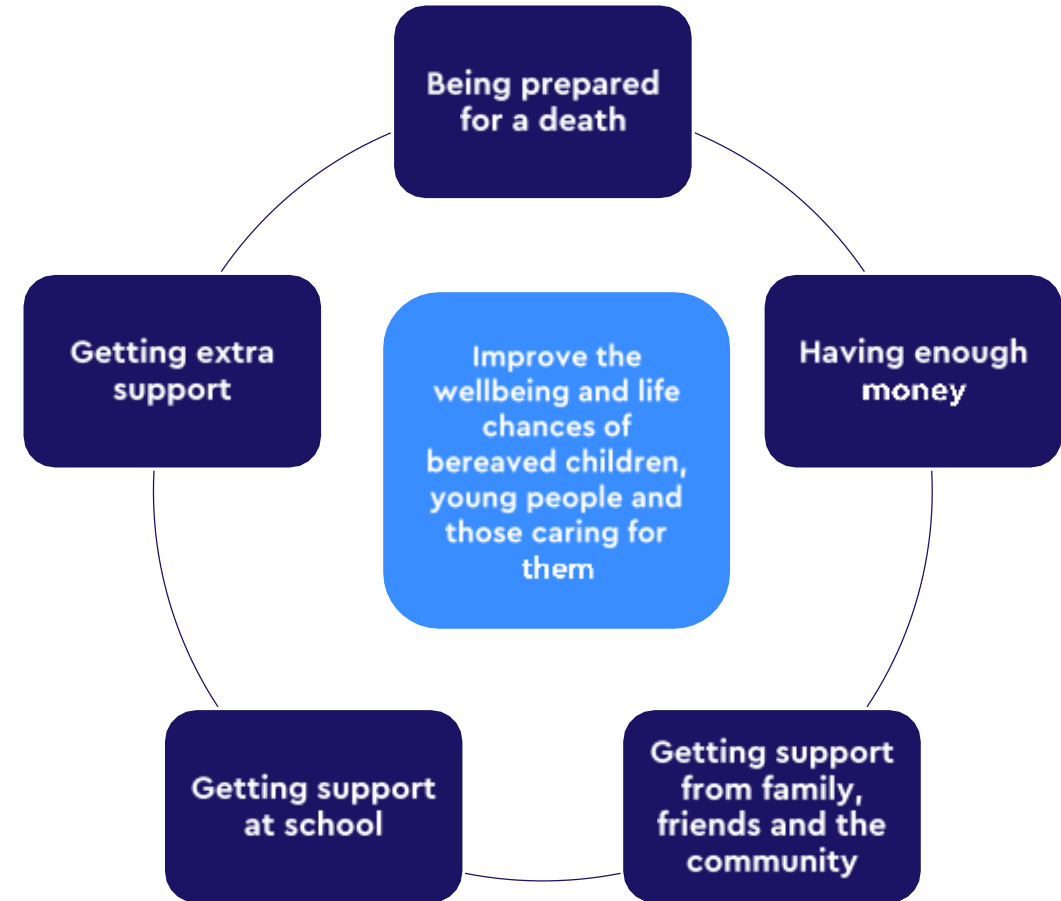 Being prepared
for a death
Getting extra
support
Improve the
wellbeing and life
chances of
bereaved children,
young people and
those caring for
them
Having enough
money
Getting support
at school
Getting support
from family,
friends and the
community